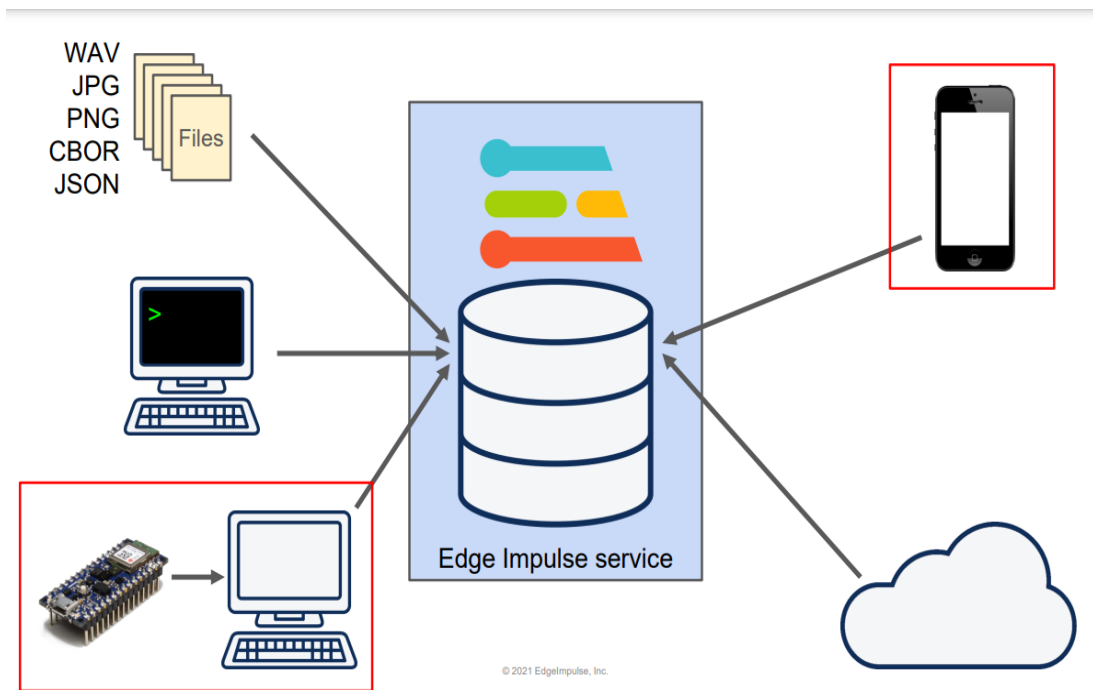 WAV
JPG
PNG
CBOR
JSON
Files
>
Edge Impulse service
© 2021 EdgeImpulse, Inc.